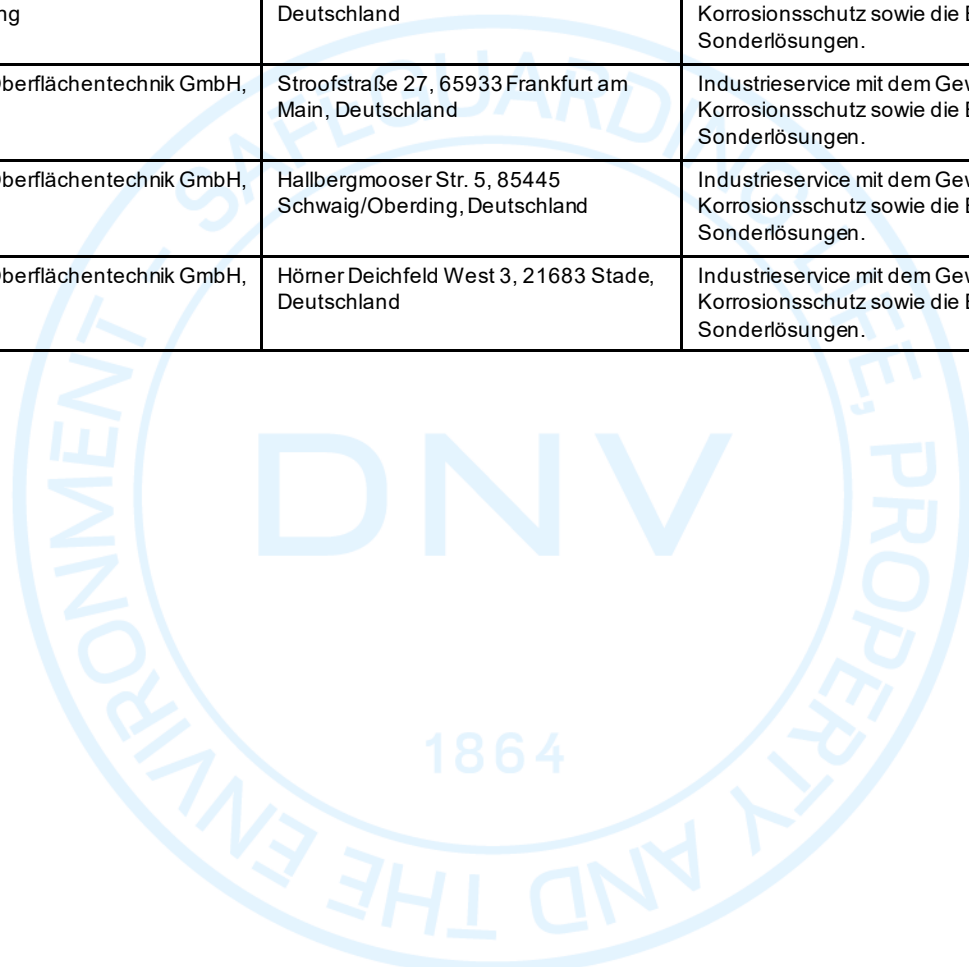 ng
Deutschland
Korrosionsschutz sowie die
Sonderlösungen.
Oberflächentechnik GmbH,
Stroofstraße 27, 65933 Frankfurt am
Main, Deutschland
Industrieservice mit dem
Korrosionsschutz sowie die
Sonderlösungen.
Oberflächentechnik GmbH,
Hallbergmooser Str. 5, 85445
Schwaig/Oberding, Deutschland
Industrieservice mit dem
Korrosionsschutz sowie die
Sonderlösungen.
Oberflächentechnik GmbH,
Hörner Deichfeld West 3, 21683 Stade,
Deutschland
Industrieservice mit dem
Korrosionsschutz sowie die
Sonderlösungen.
SAFEGUARDING LIFE, PROPERTY AND THE ENVIRONMENT -
DNV
1864